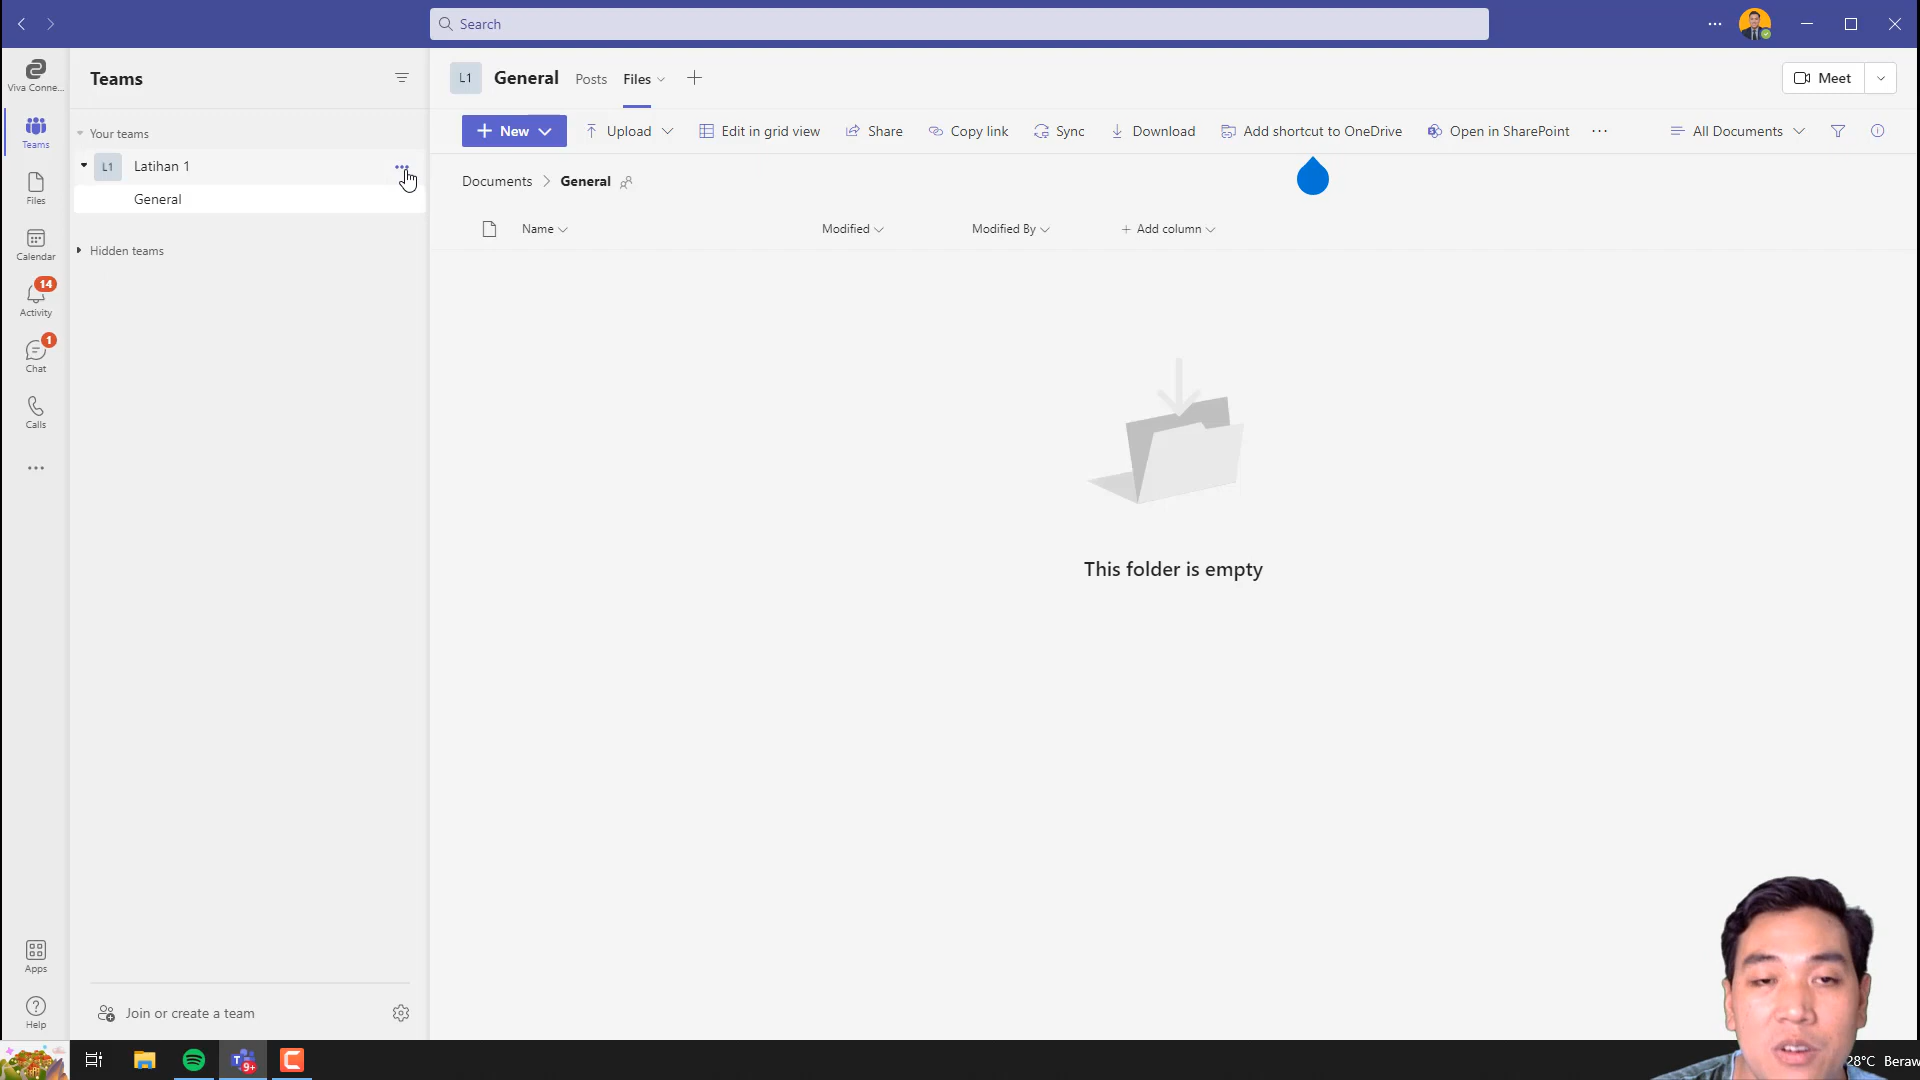 Search
Viva Conne...
Teams
Files
Calendar
14
Activity
1
Chat
Calls
Apps
Help
Teams
Your teams
L1 Latihan 1
General
Hidden teams
Join or create a team
L1 General Posts Files
Meet
New Upload Edit in grid view Share Copy link Sync Download Add shortcut to OneDrive Open in SharePoint All Documents
Documents > General
Name Modified Modified By + Add column
This folder is empty
T 9+
28°C